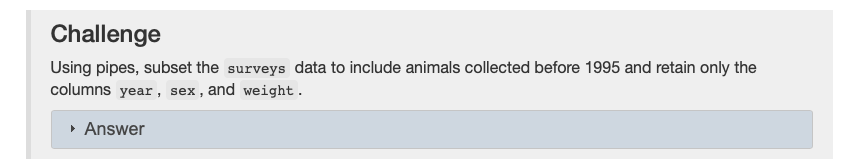 Challenge
Using pipes, subset the surveys data to include animals collected before 1995 and retain only the
columns year, sex, and weight.
Answer